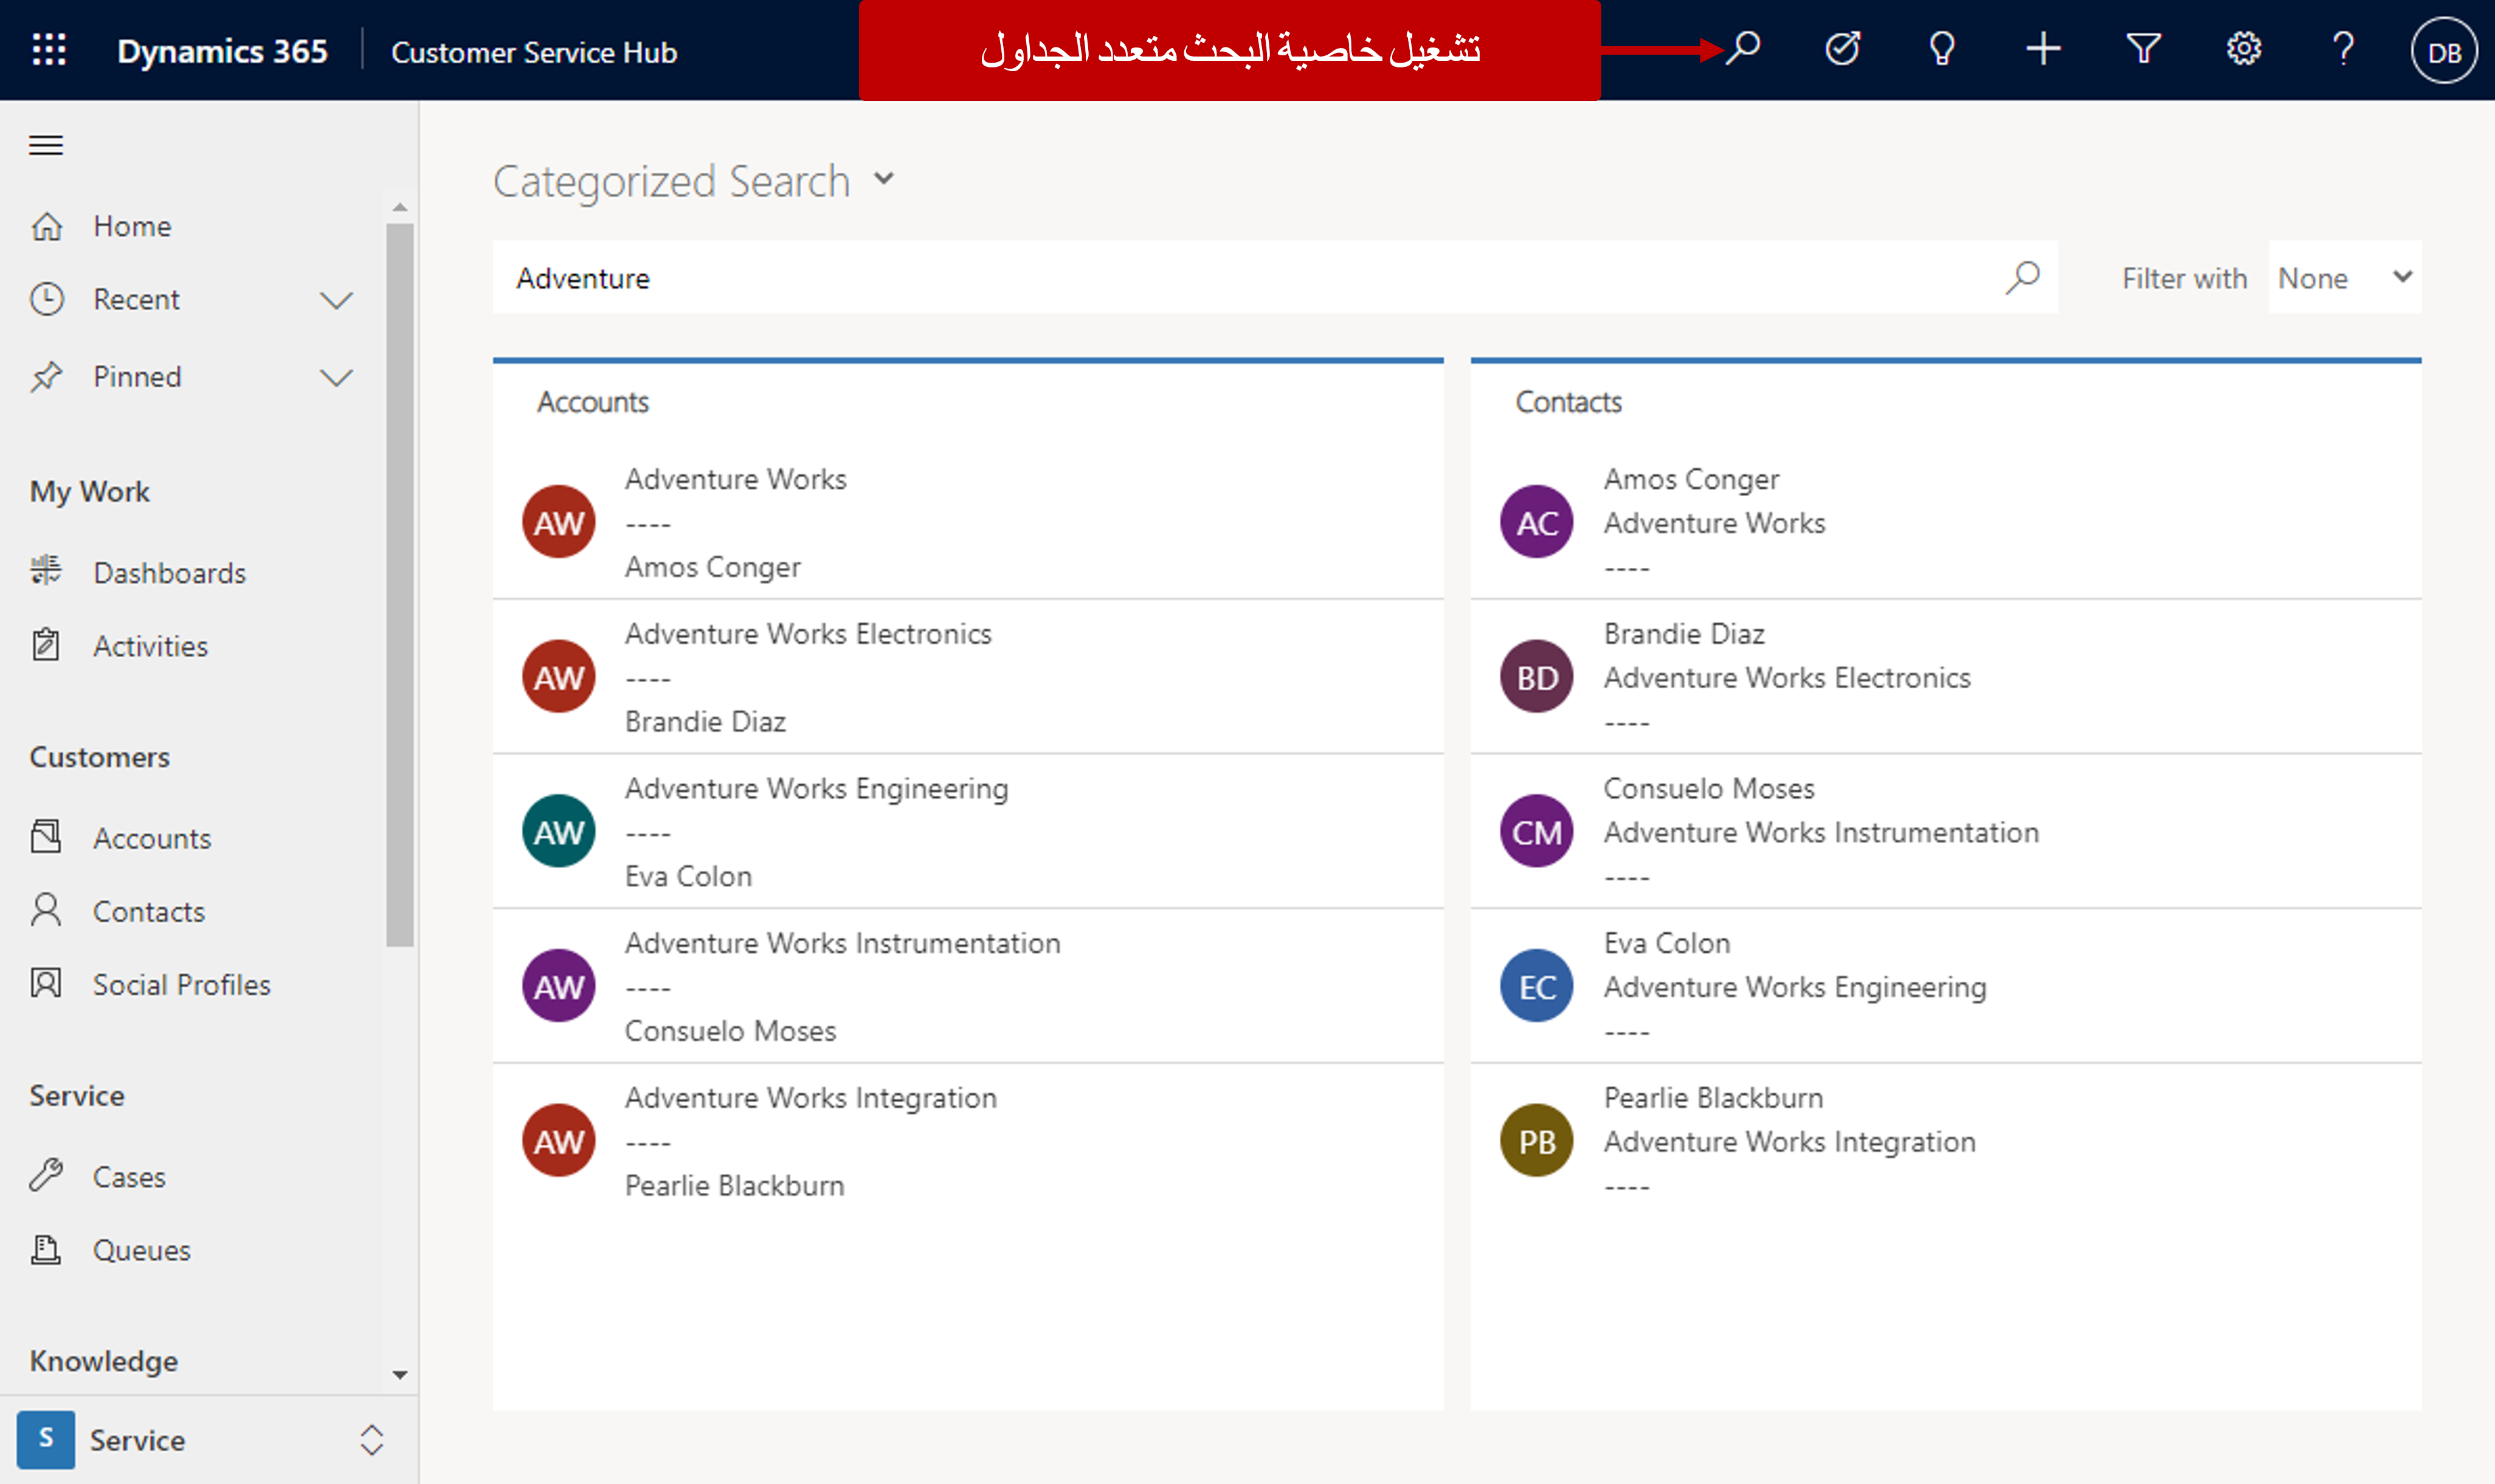 Dynamics 365
Customer Service Hub
تشغيل خاصية البحث متعدد الجداول
DB
Home
Recent
Pinned
My Work
Dashboards
Activities
Customers
Accounts
Contacts
Social Profiles
Service
Cases
Queues
Knowledge
S
Service
Categorized Search
Adventure
Filter with
None
Accounts
AW
Adventure Works
----
Amos Conger
AW
Adventure Works Electronics
----
Brandie Diaz
AW
Adventure Works Engineering
----
Eva Colon
AW
Adventure Works Instrumentation
----
Consuelo Moses
AW
Adventure Works Integration
----
Pearlie Blackburn
Contacts
AC
Amos Conger
Adventure Works
----
BD
Brandie Diaz
Adventure Works Electronics
----
CM
Consuelo Moses
Adventure Works Instrumentation
----
EC
Eva Colon
Adventure Works Engineering
----
PB
Pearlie Blackburn
Adventure Works Integration
----